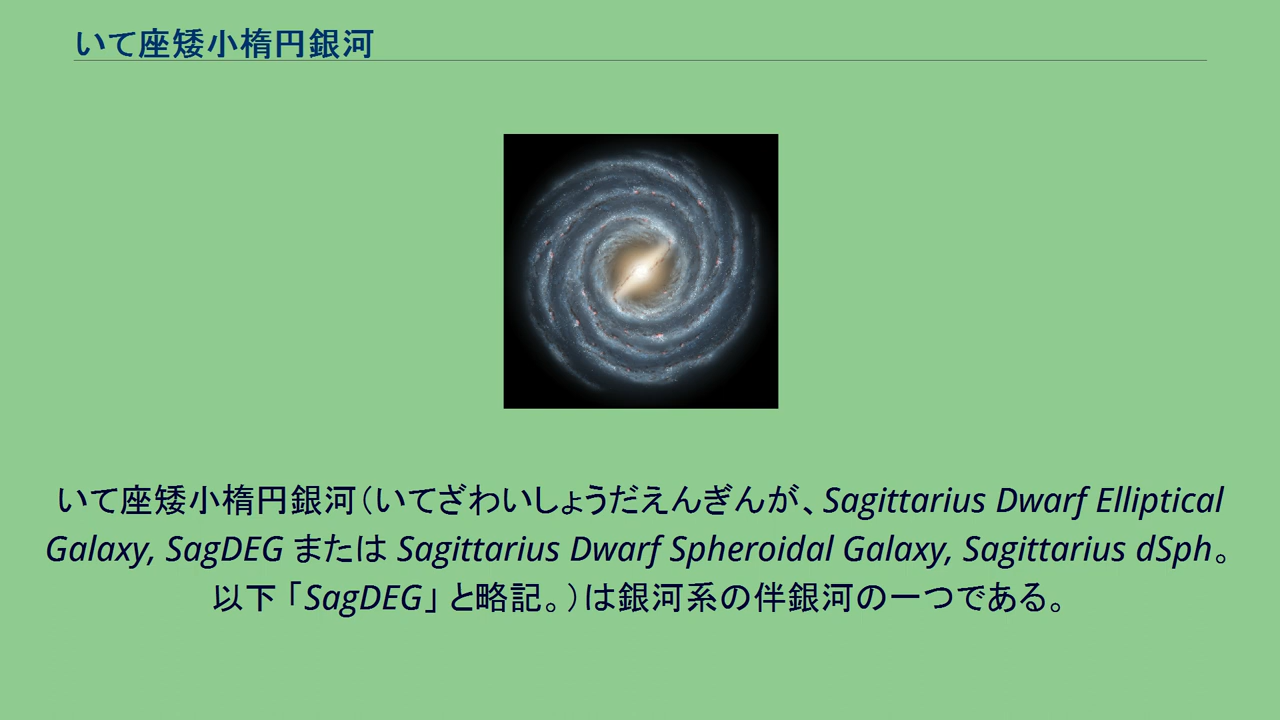 いて座矮小楕円銀河
いて座矮小楕円銀河（いてざわいしょうだえんぎんが、Sagittarius Dwarf Elliptical
Galaxy, SagDEG または Sagittarius Dwarf Spheroidal Galaxy, Sagittarius dSph。
以下「SagDEG」と略記。）は銀河系の伴銀河の一つである。